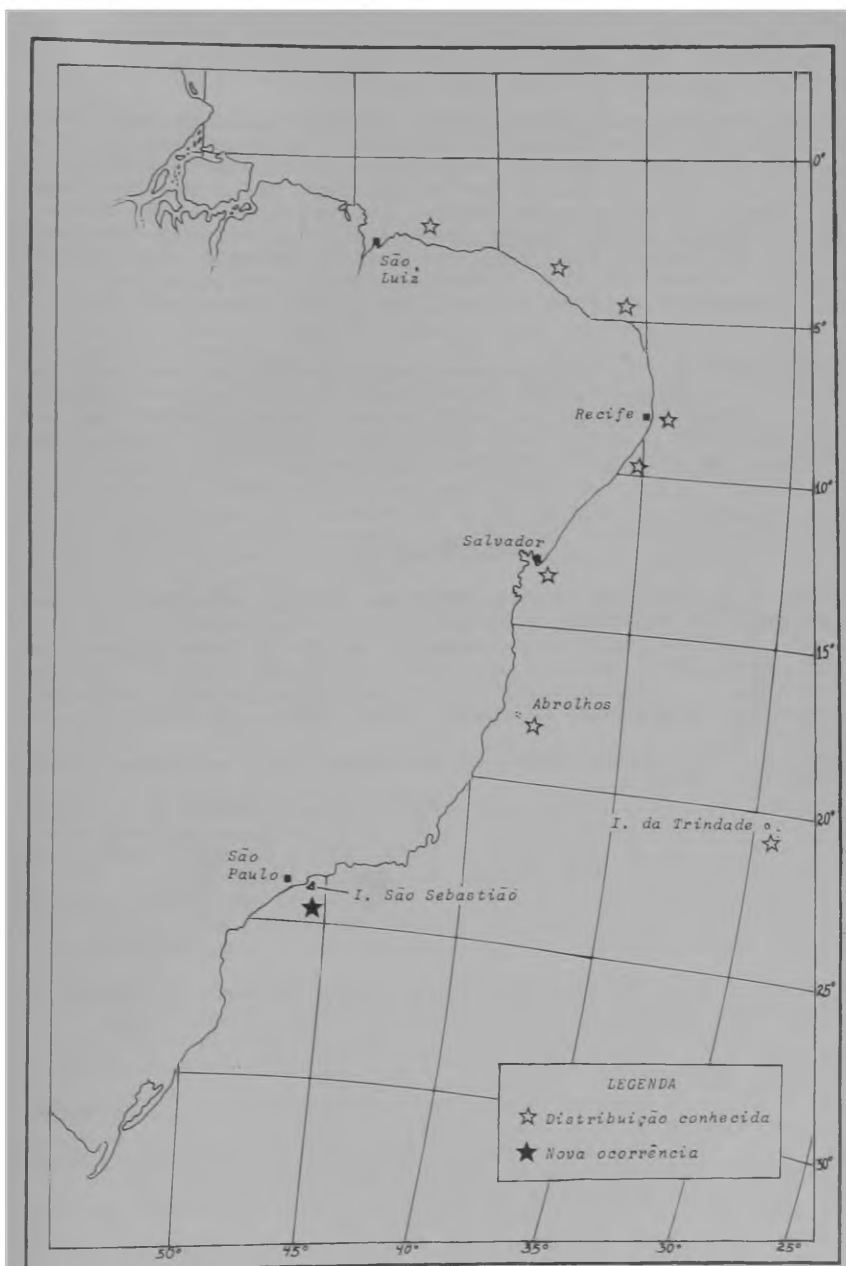 0°
São
Luiz
5°
Recife
10°
Salvador
15°
Abrolhos
20°
I. da Trindade
São
Paulo
I. São Sebastião
25°
LEGENDA
Distribuição conhecida
Nova ocorrência
30°
50° 45° 40° 35° 30° 25°